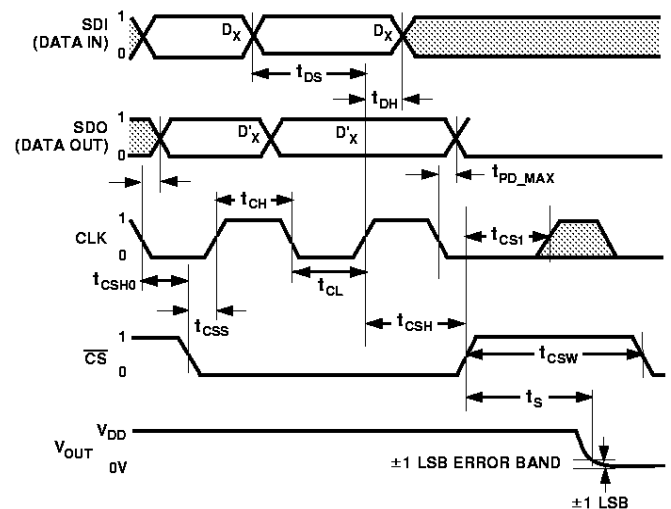 SDI
(DATA IN)
1
0
DX
DX
tDS
tDH
SDO
(DATA OUT)
1
0
D'X
D'X
tPD_MAX
tCH
CLK
1
0
tCS1
tCSH0
tCL
tCSS
tCSH
CS
1
0
tCSW
tS
VOUT
VDD
0V
±1 LSB ERROR BAND
±1 LSB